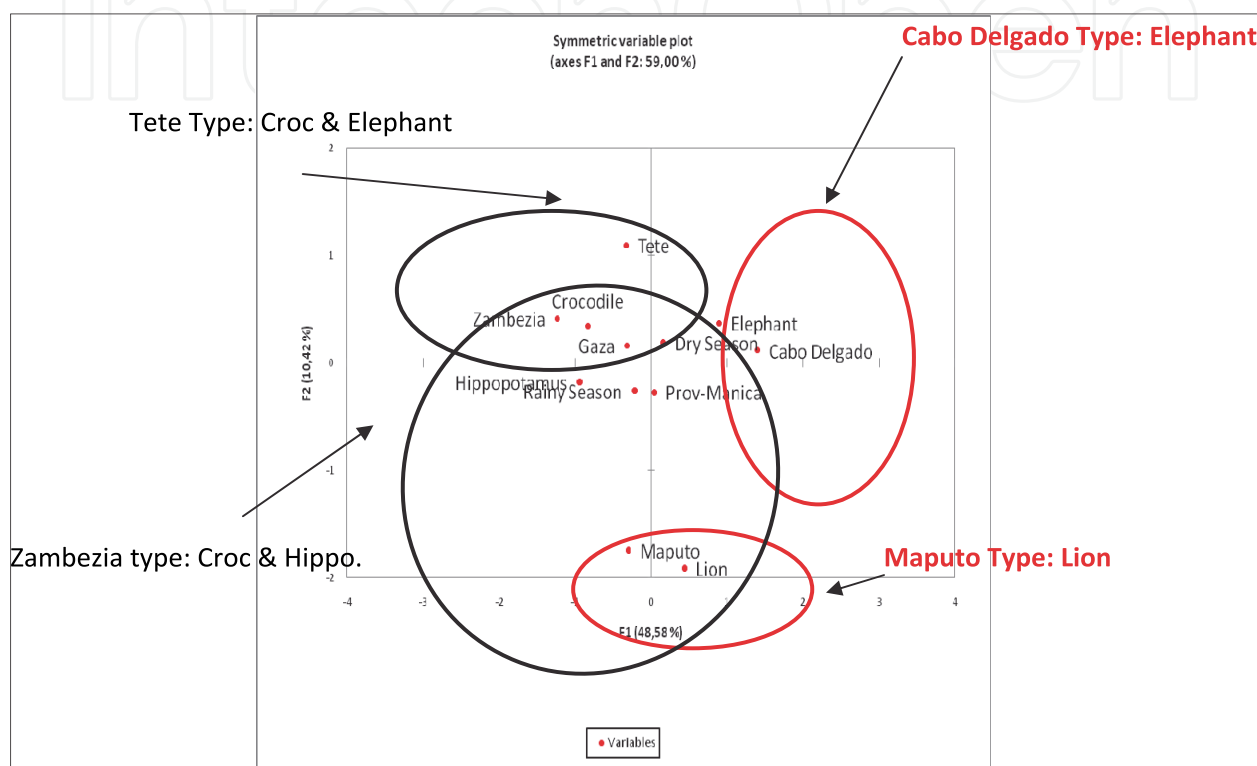 Cabo Delgado Type: Elephant
Symmetric variable plot
(axes F1 and F2: 59,00 %)
Tete Type: Croc & Elephant
2
Tete
1
Crocodile
Zambezia
Elephant
Gaza
Dry Season
Cabo Delgado
F2 (10,42 %)
0
Hippopotamus
Rainy Season
Prov-Manica
-1
Zambezia type: Croc & Hippo.
Maputo
Maputo Type: Lion
Lion
-2
-4 -3 -2 -1 0 1 2 3 4
F1 (48,58 %)
Variables